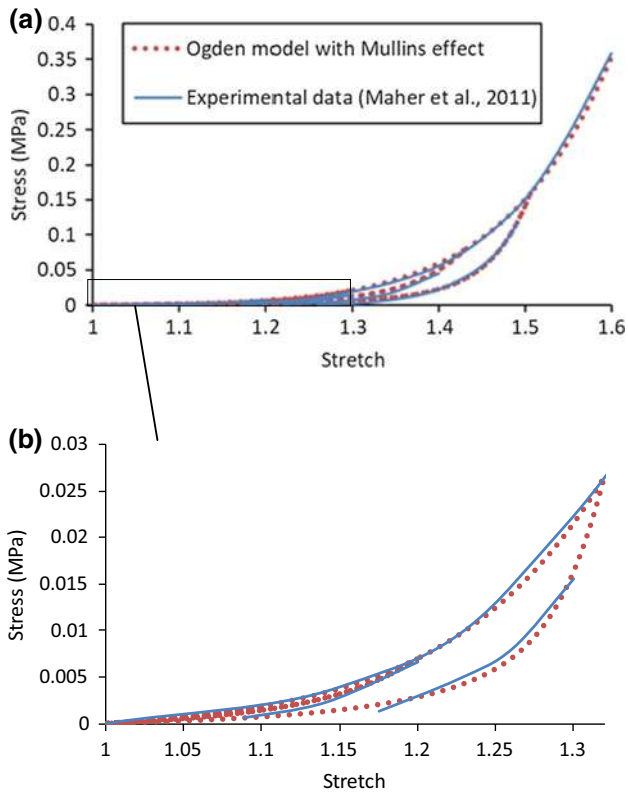 (a)
0.4
0.35
0.3
0.25
0.2
0.15
0.1
0.05
0
Stress (MPa)
Ogden model with Mullins effect
Experimental data (Maher et al., 2011)
1 1.1 1.2 1.3 1.4 1.5 1.6
Stretch
(b)
0.03
0.025
0.02
0.015
0.01
0.005
0
Stress (MPa)
1 1.05 1.1 1.15 1.2 1.25 1.3
Stretch